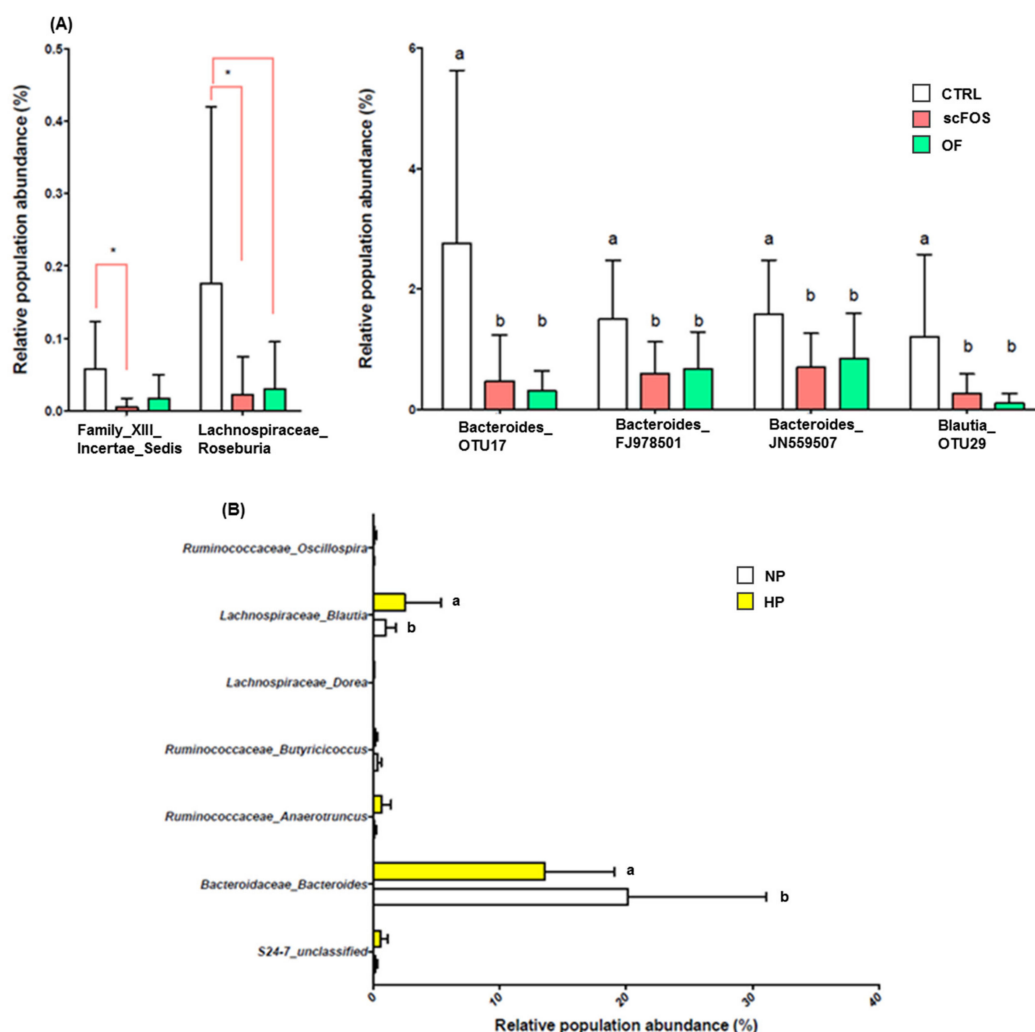 (A)
Relative population abundance (%)
0.5
0.4
0.3
0.2
0.1
0.0
*
*
Family_XIII_
Incertae_Sedis
Lachnospiraceae_
Roseburia
Relative population abundance (%)
6
4
2
0
a
b
b
a
b
b
a
b
b
a
b
b
Bacteroides_
OTU17
Bacteroides_
FJ978501
Bacteroides_
JN559507
Blautia_
OTU29
CTRL
scFOS
OF
(B)
Ruminococcaceae_Oscillospira
Lachnospiraceae_Blautia
Lachnospiraceae_Dorea
Ruminococcaceae_Butyricicoccus
Ruminococcaceae_Anaerotruncus
Bacteroidaceae_Bacteroides
S24-7_unclassified
a
b
a
b
NP
HP
0
10
20
30
40
Relative population abundance (%)